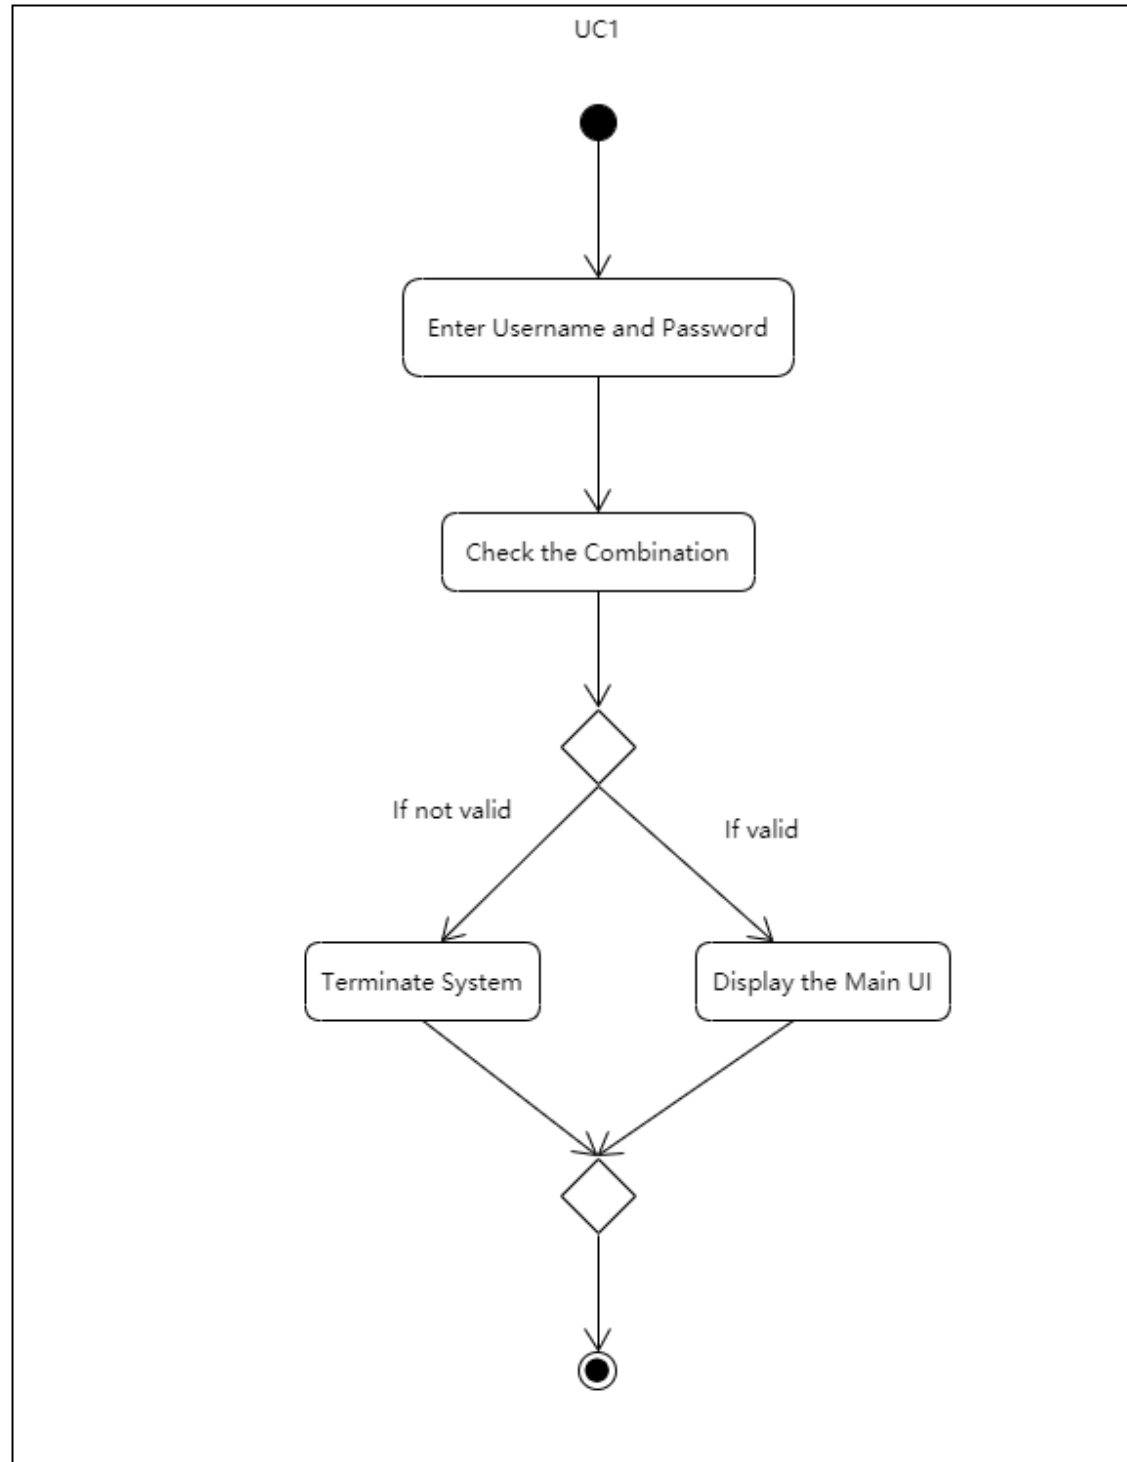 UC1
Enter Username and Password
Check the Combination
If not valid
If valid
Terminate System
Display the Main UI